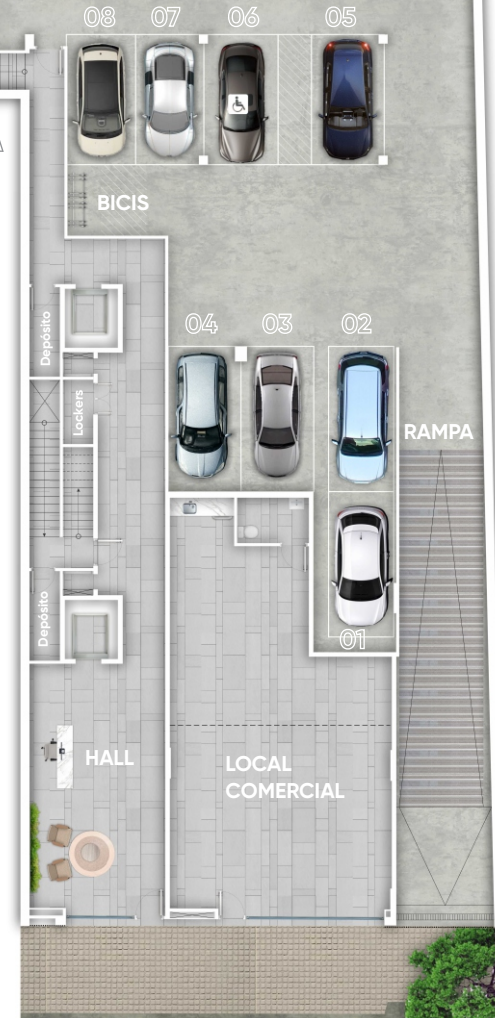 08 07 06 05
BICIS
04 03 02
Depósito
Lockers
RAMPA
Depósito
01
HALL
LOCAL
COMERCIAL